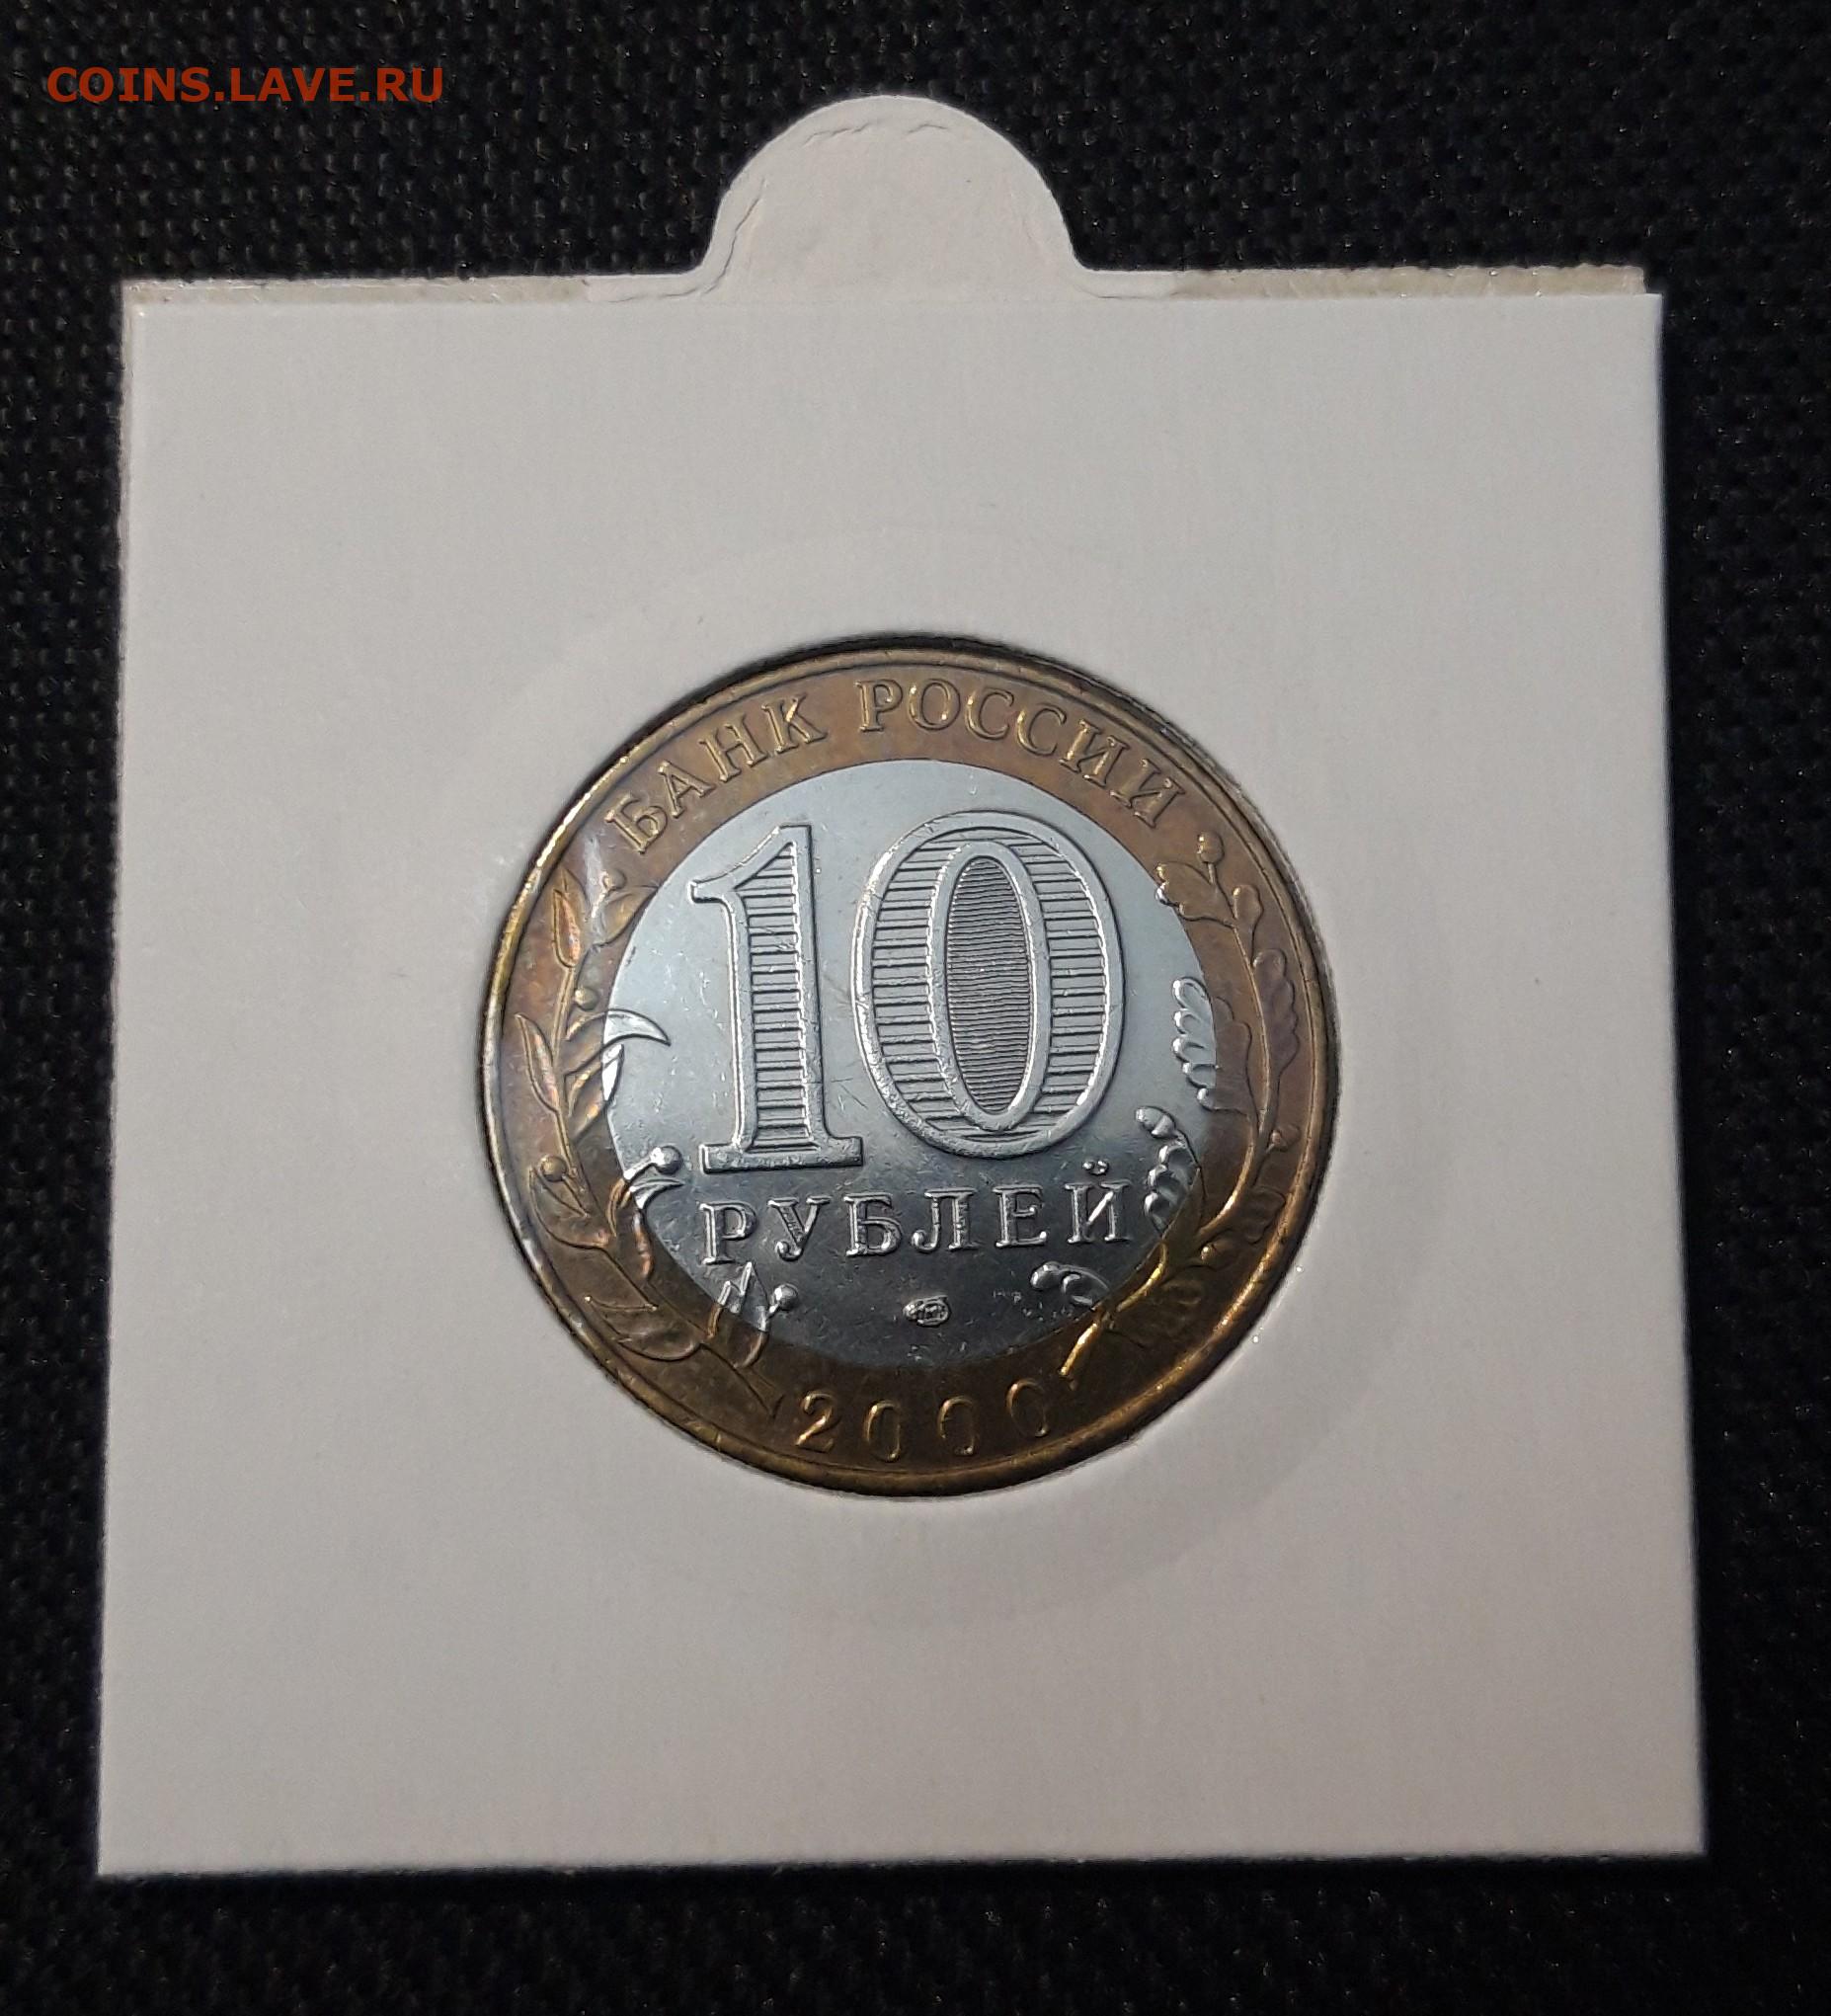 COINS.LAVE.RU
БАНК РОССИИ
10
РУБЛЕЙ
2000